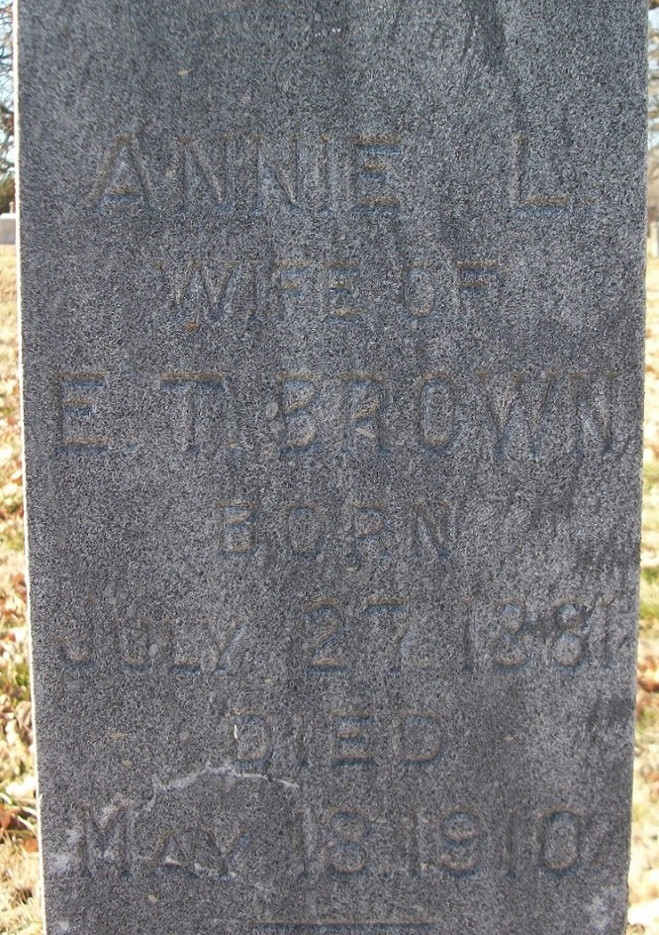 ANNIE L.
WIFE OF
E. T. BROWN
BORN
JULY 27, 1881
DIED
MAY 18, 1910